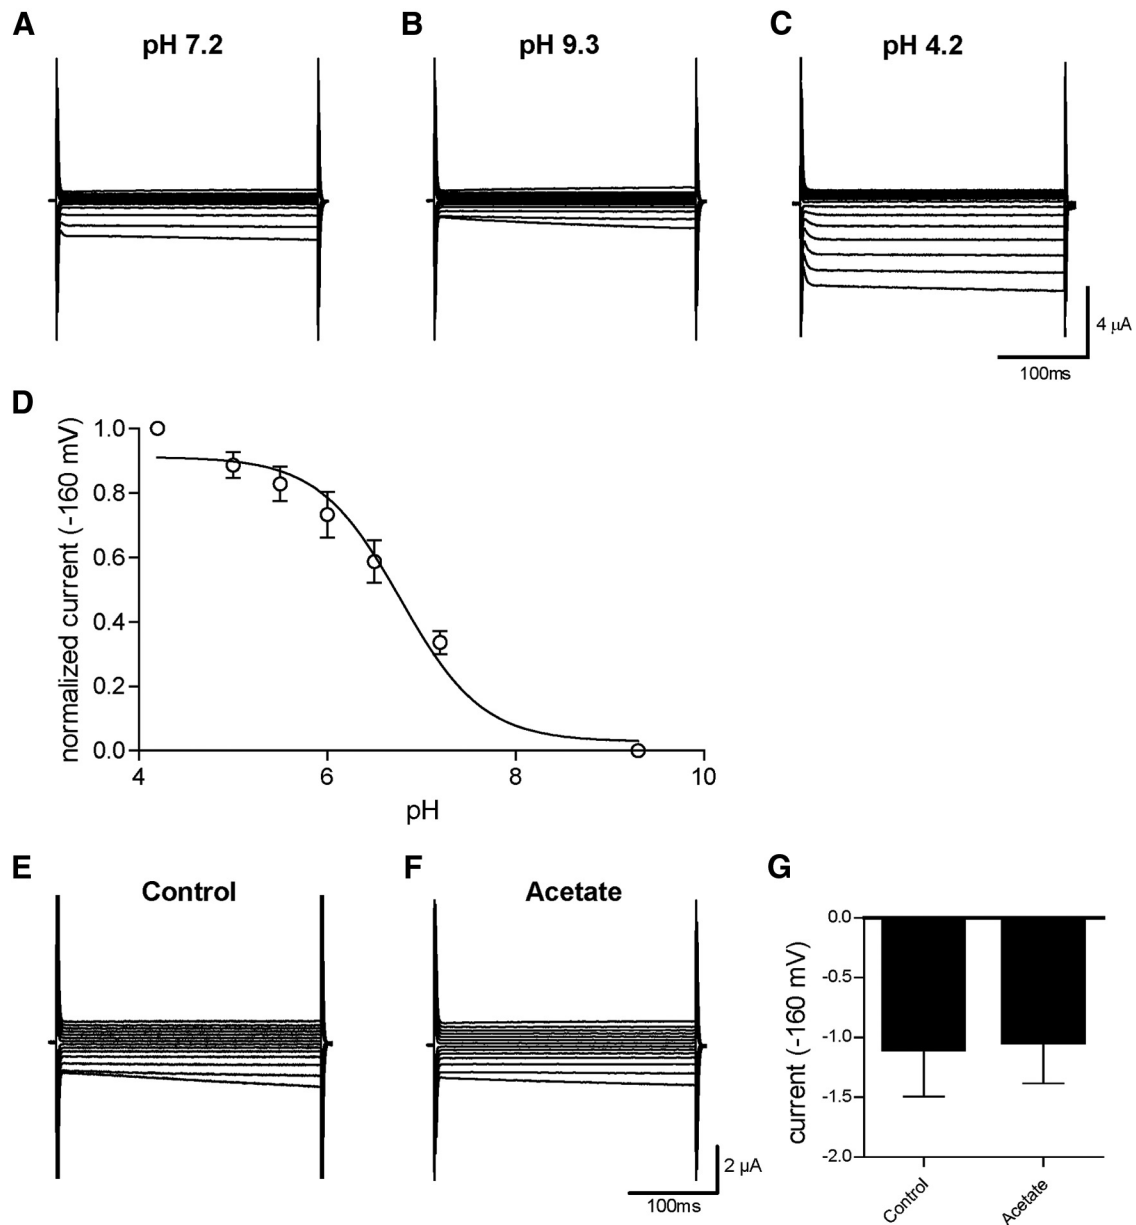 A
B
C
pH 7.2
pH 9.3
pH 4.2
4 μA
100ms
D
normalized current (-160 mV)
1.0
0.8
0.6
0.4
0.2
0.0
4
6
8
10
pH
E
F
G
Control
Acetate
2 μA
100ms
current (-160 mV)
0.0
-0.5
-1.0
-1.5
-2.0
Control
Acetate